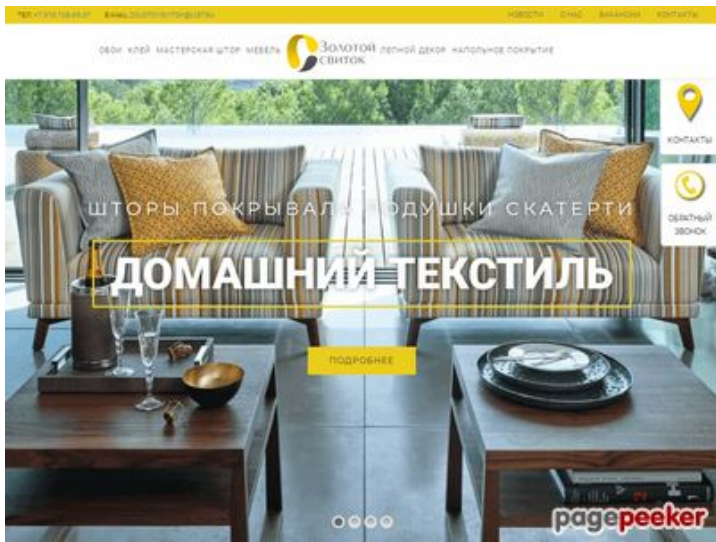 НОВОСТИ О НАС ВАКАНСИИ КОНТАКТЫ
ОБОИ КЛЕЙ МАСТЕРСКАЯ ШТОР МЕБЕЛЬ ЗОЛОТОЙ СВИТОК ЛЕПНОЙ ДЕКОР НАПОЛЬНОЕ ПОКРЫТИЕ
КОНТАКТЫ
ОБРАТНЫЙ
ЗВОНОК
ШТОРЫ ПОКРЫВАЛА ПОДУШКИ СКАТЕРТИ
ДОМАШНИЙ ТЕКСТИЛЬ
ПОДРОБНЕЕ
pagepeeker